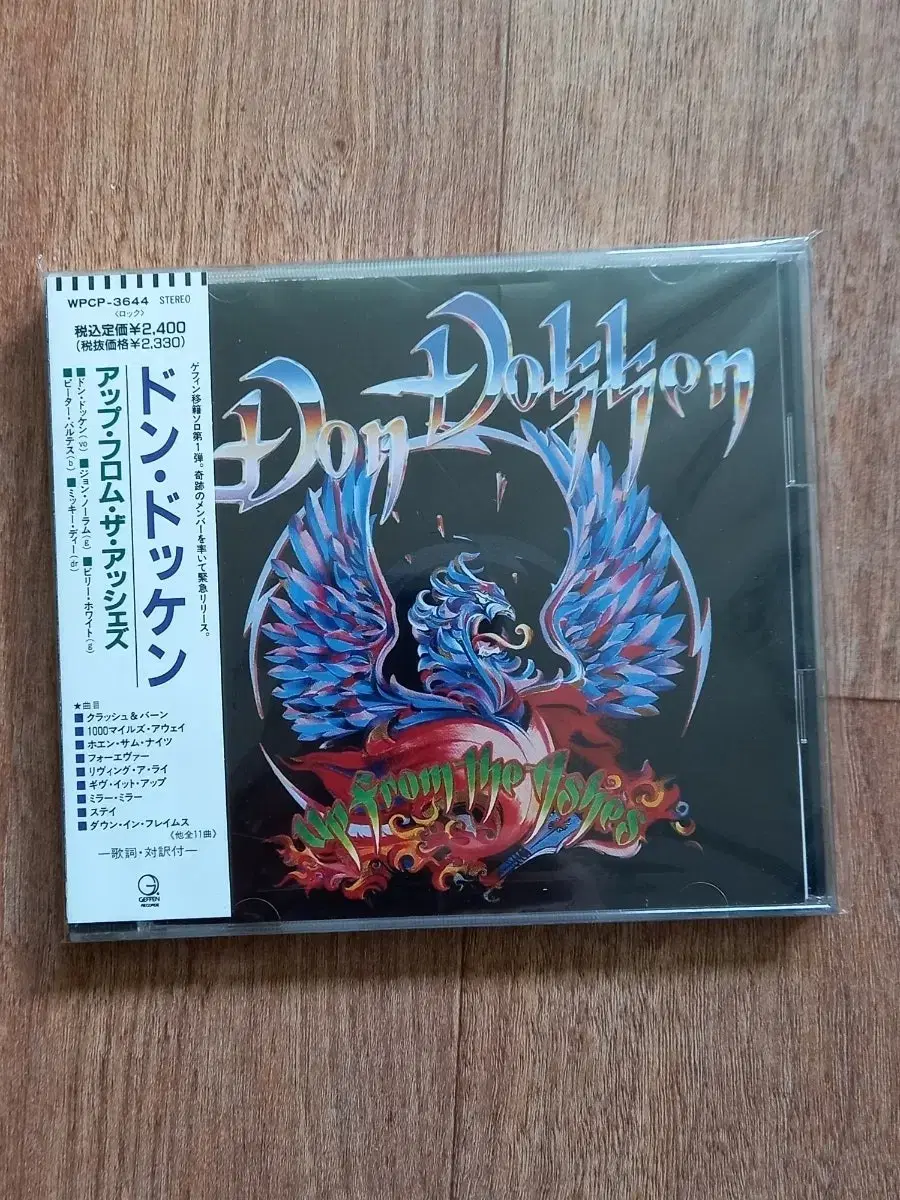 WPCP-3644 STEREO
〈ロック〉
税込定価¥2,400
(税抜価格¥2,330)
ゲフィン移籍ソロ第1弾。奇跡のメンバーを率いて緊急リリース。
ドン・ドッケン
アップ・フロム・ザ・アッシェズ
■ドン・ドッケン(vo) ■ジョン・ノーラム(g) ■ビリー・ホワイト(g)
■ピーター・バルテス(b) ■ミッキー・ディー(dr)
★曲目
■クラッシュ&バーン
■1000マイルズ・アウェイ
■ホエン・サム・ナイツ
■フォーエヴァー
■リヴィング・ア・ライ
■ギヴ・イット・アップ
■ミラー・ミラー
■ステイ
■ダウン・イン・フレイムス
〈他全11曲〉
—歌詞・対訳付—
GEFFEN
RECORDS
Don Dokken
Up From the Ashes